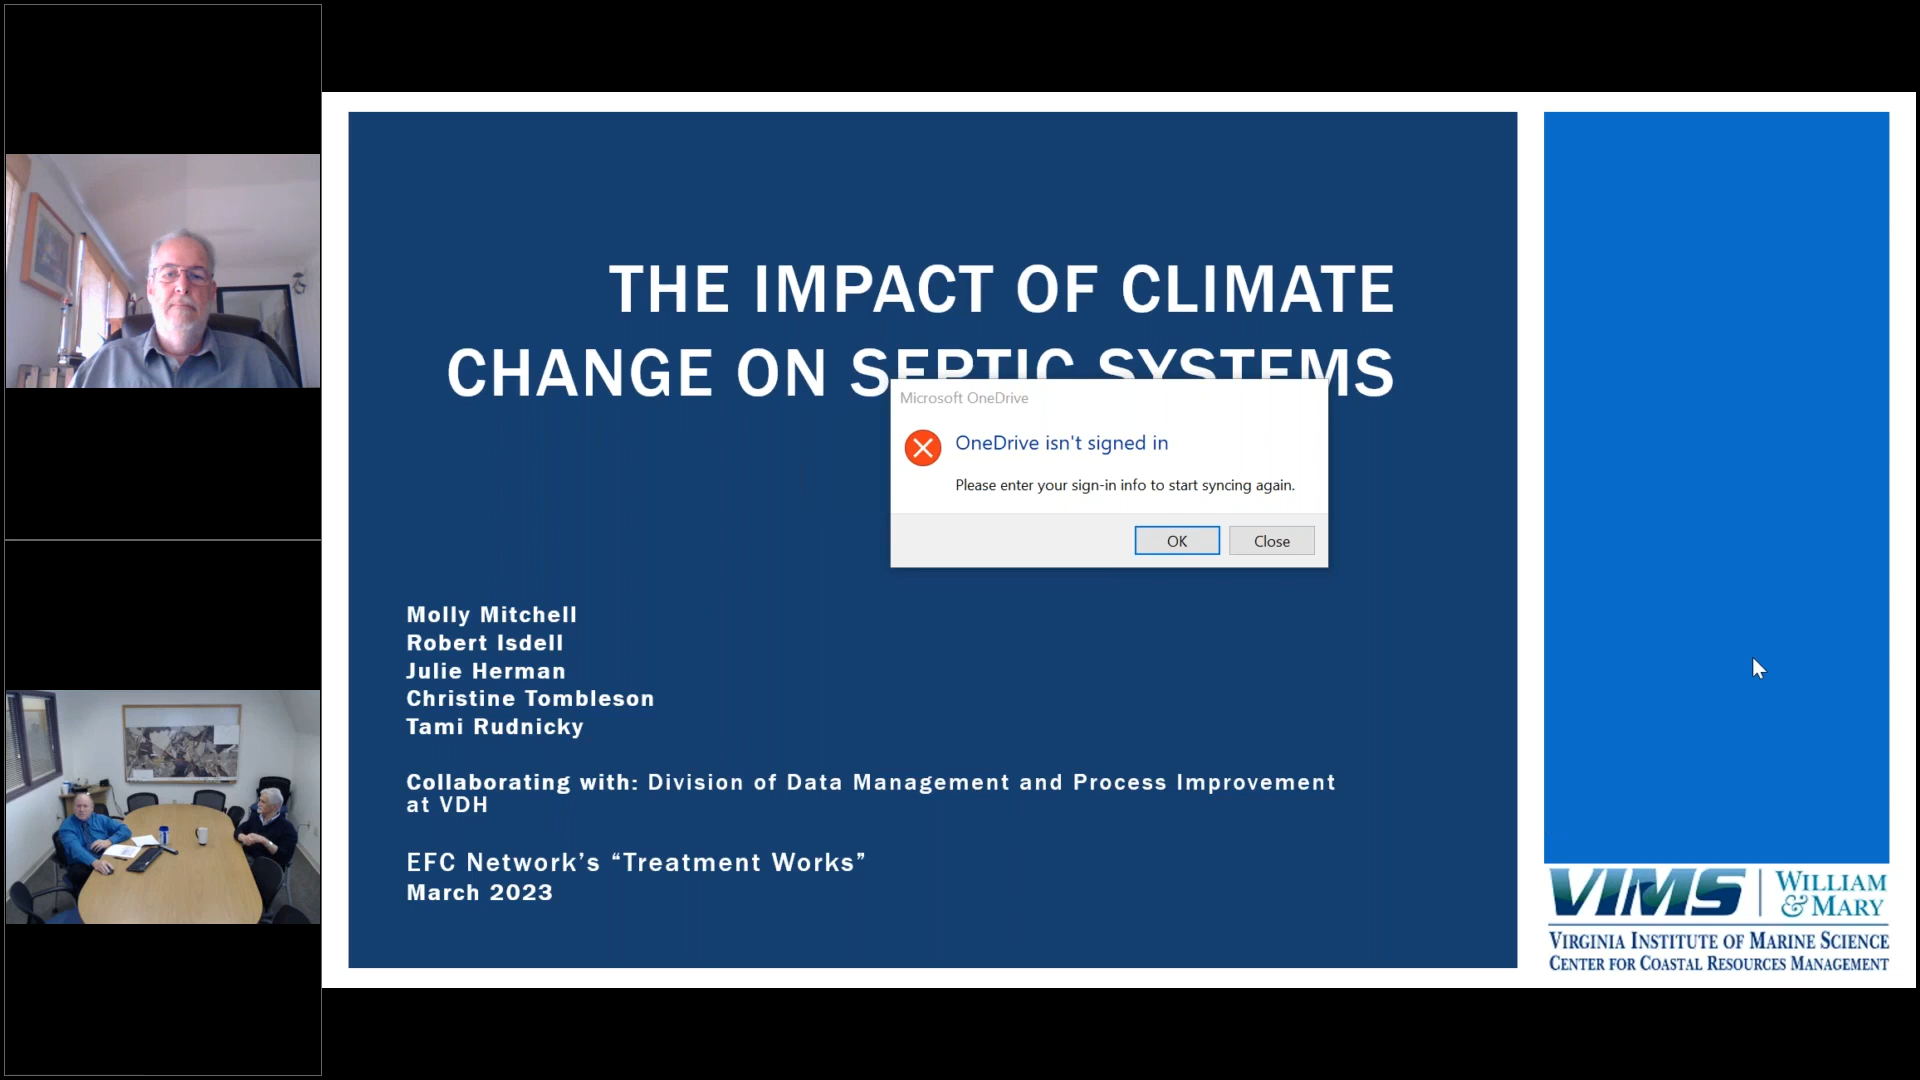 THE IMPACT OF CLIMATE
CHANGE ON SEPTIC SYSTEMS
Microsoft OneDrive
OneDrive isn't signed in
Please enter your sign-in info to start syncing again.
OK
Close
Molly Mitchell
Robert Isdell
Julie Herman
Christine Tombleson
Tami Rudnicky
Collaborating with: Division of Data Management and Process Improvement
at VDH
EFC Network’s “Treatment Works”
March 2023
VIMS
WILLIAM
& MARY
VIRGINIA INSTITUTE OF MARINE SCIENCE
CENTER FOR COASTAL RESOURCES MANAGEMENT